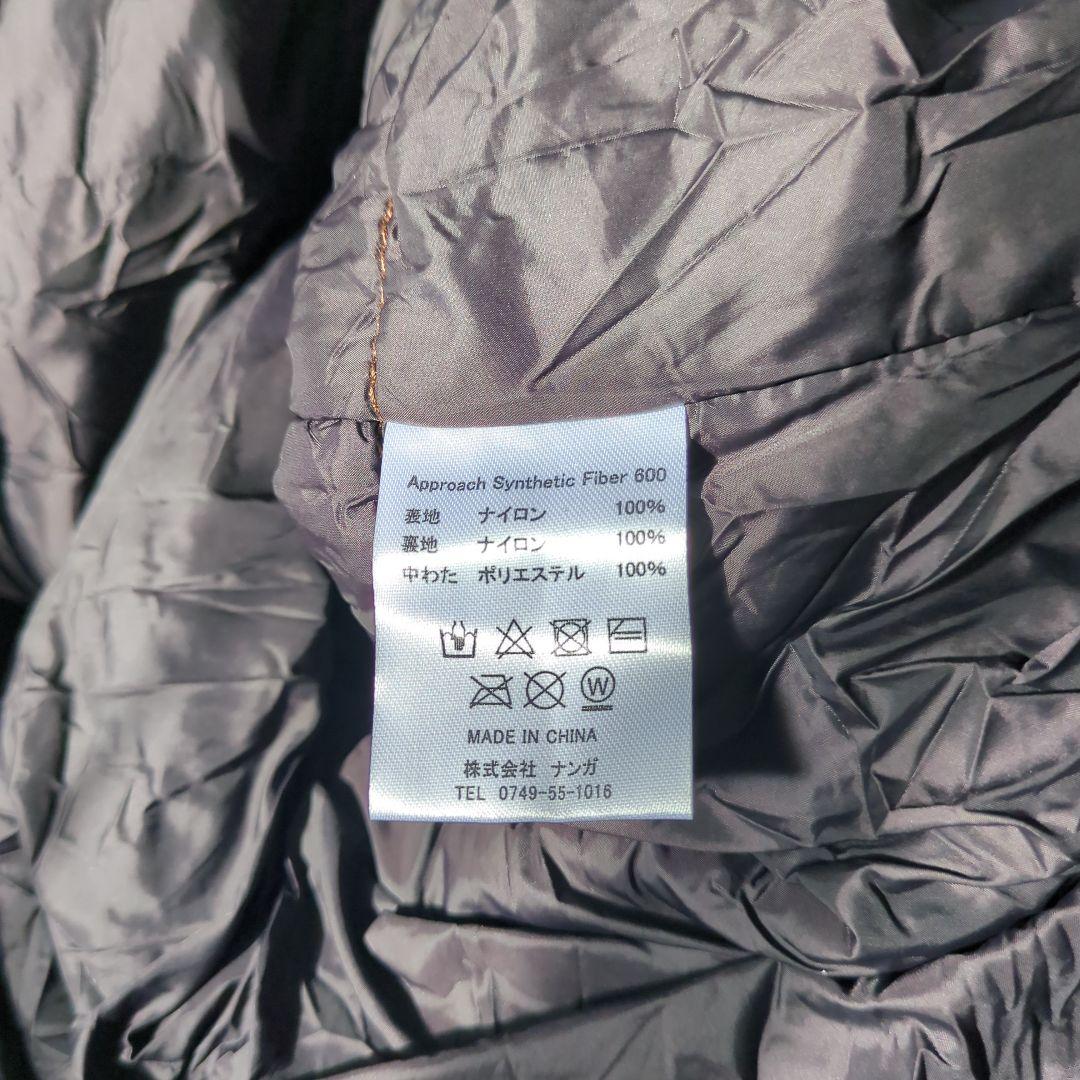 Approach Synthetic Fiber 600
表地 ナイロン 100%
裏地 ナイロン 100%
中わた ポリエステル 100%
W
MADE IN CHINA
株式会社 ナンガ
TEL 0749-55-1016